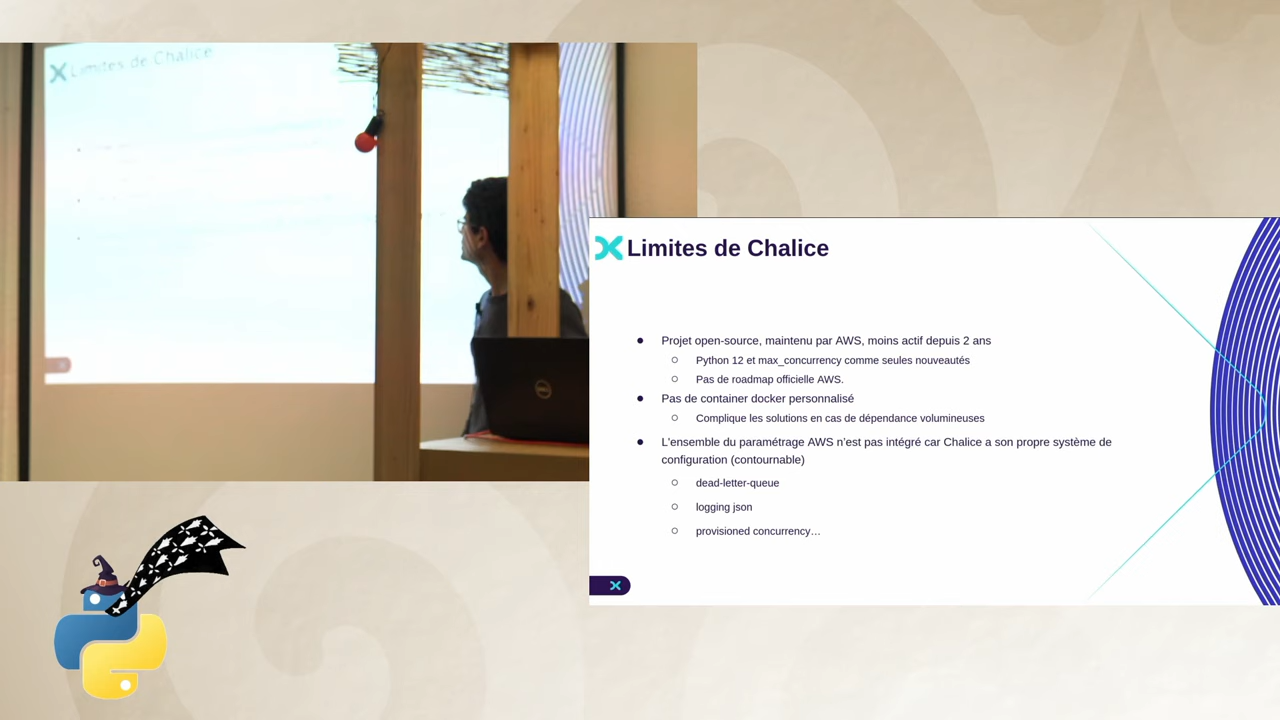 Limites de Chalice
Limites de Chalice
● Projet open-source, maintenu par AWS, moins actif depuis 2 ans
○ Python 12 et max_concurrency comme seules nouveautés
○ Pas de roadmap officielle AWS.
● Pas de container docker personnalisé
○ Complique les solutions en cas de dépendance volumineuses
● L'ensemble du paramétrage AWS n’est pas intégré car Chalice a son propre système de
configuration (contournable)
○ dead-letter-queue
○ logging json
○ provisioned concurrency…
DELL